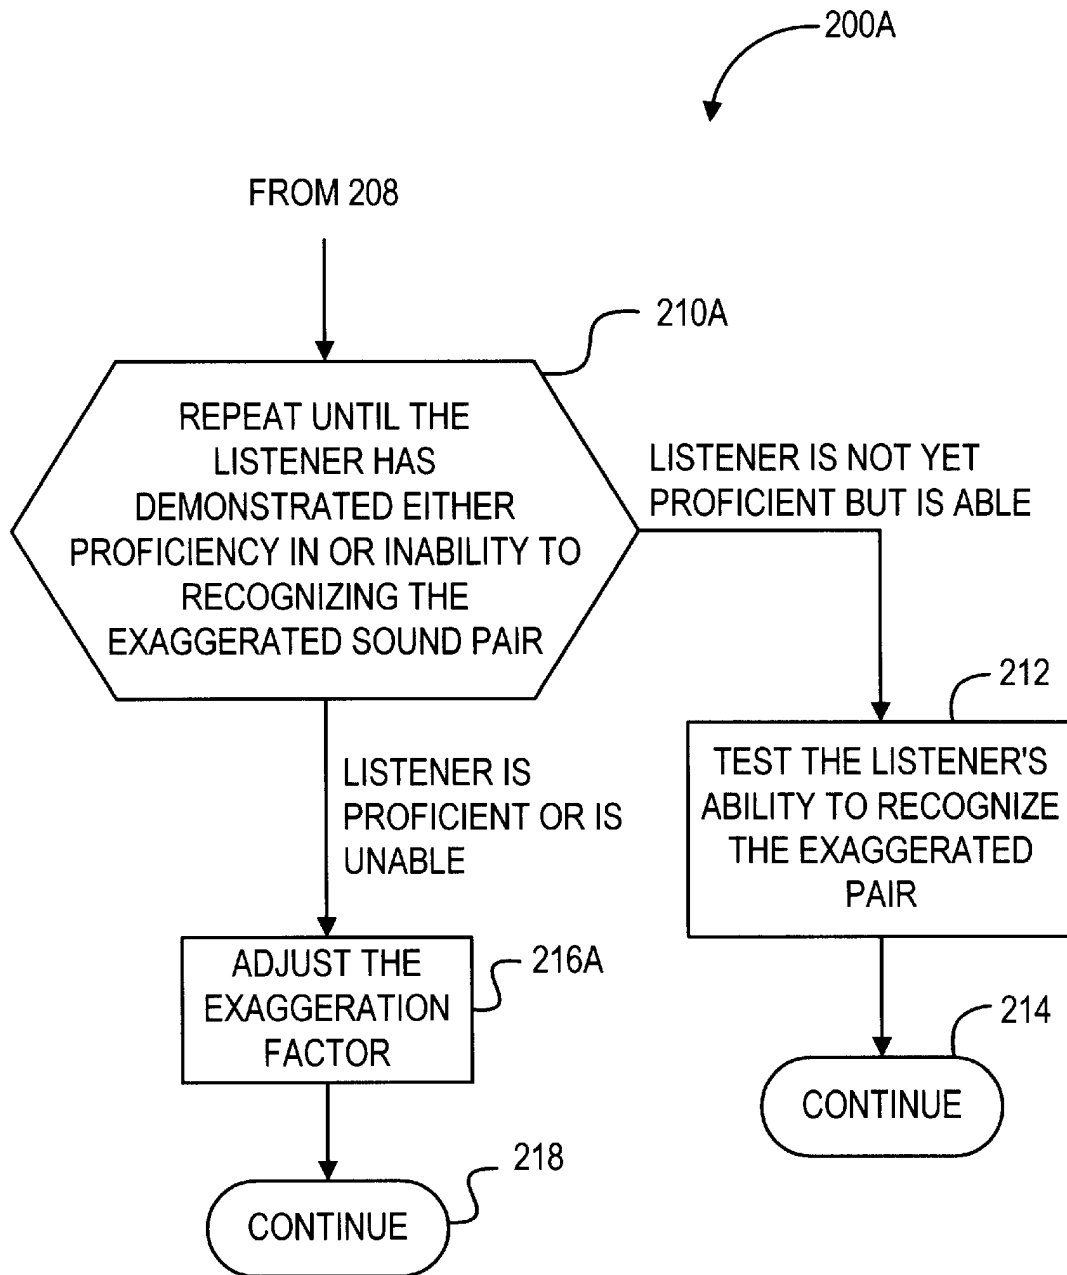 200A
FROM 208
210A
REPEAT UNTIL THE
LISTENER HAS
DEMONSTRATED EITHER
PROFICIENCY IN OR INABILITY TO
RECOGNIZING THE
EXAGGERATED SOUND PAIR
LISTENER IS NOT YET
PROFICIENT BUT IS ABLE
212
TEST THE LISTENER'S
ABILITY TO RECOGNIZE
THE EXAGGERATED
PAIR
LISTENER IS
PROFICIENT OR IS
UNABLE
216A
ADJUST THE
EXAGGERATION
FACTOR
214
CONTINUE
218
CONTINUE